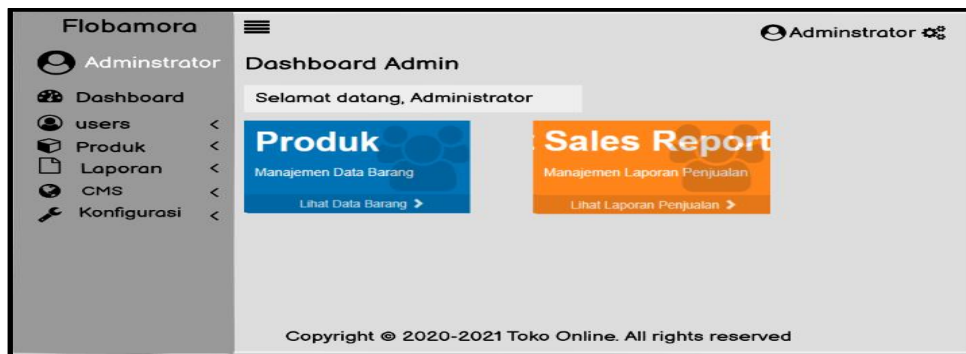 Flobamora
Adminstrator
Adminstrator
Dashboard
users <
Produk <
Laporan <
CMS <
Konfigurasi <
Dashboard Admin
Selamat datang, Administrator
Produk
Manajemen Data Barang
Lihat Data Barang
Sales Report
Manajemen Laporan Penjualan
Lihat Laporan Penjualan
Copyright © 2020-2021 Toko Online. All rights reserved